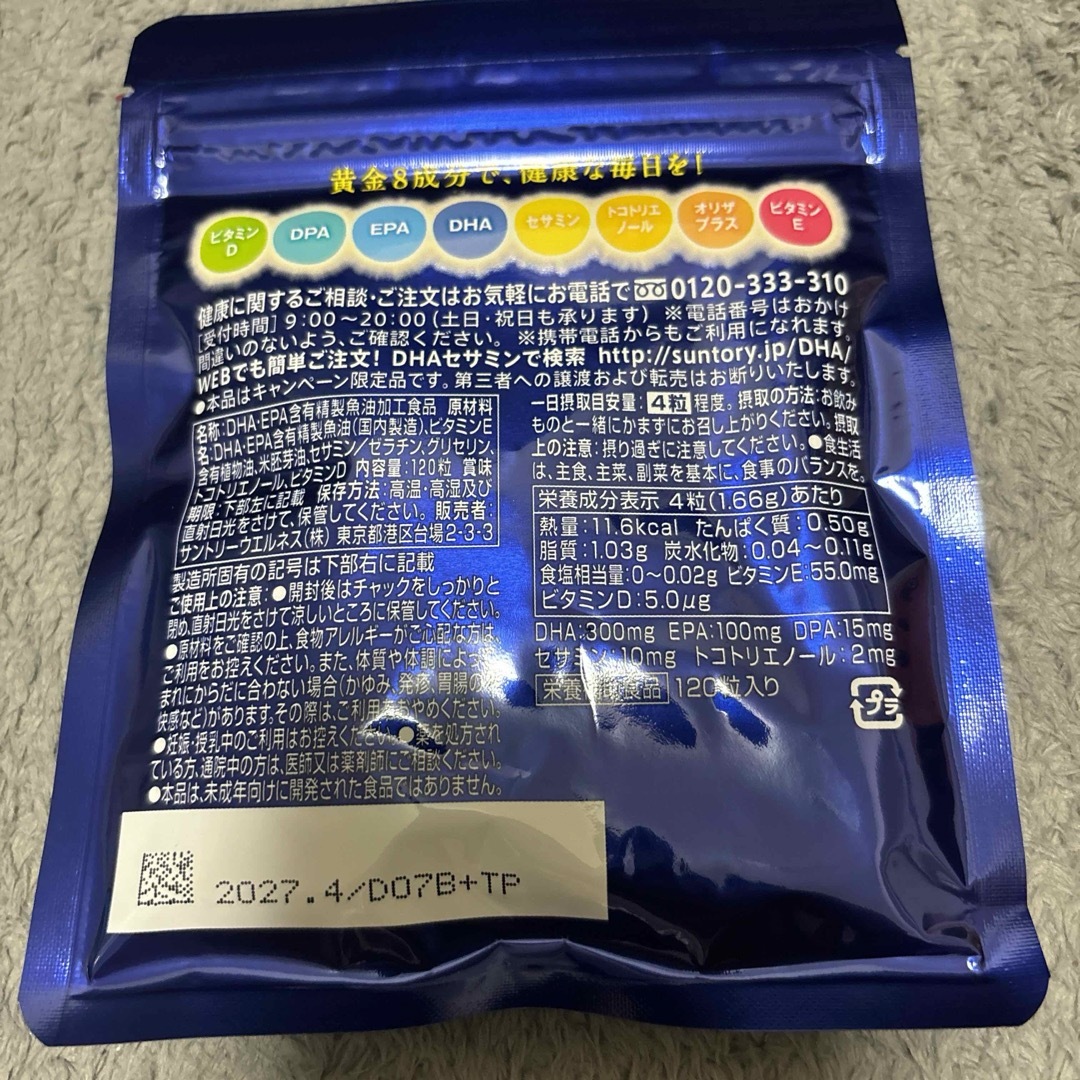 黄金8成分で、健康な毎日を!
ビタミン
D
DPA
EPA
DHA
セサミン
トコトリエ
ノール
オリザ
プラス
ビタミン
E
健康に関するご相談・ご注文はお気軽にお電話で 0120-333-310
[受付時間] 9:00~20:00(土日・祝日も承ります) ※電話番号はおかけ
間違いのないよう、ご確認ください。 ※携帯電話からもご利用になれます。
WEBでも簡単ご注文! DHAセサミンで検索 http://suntory.jp/DHA/
●本品はキャンペーン限定品です。第三者への譲渡および転売はお断りいたします。
名称:DHA・EPA含有精製魚油加工食品 原材料
名:DHA・EPA含有精製魚油(国内製造)、ビタミンE
含有植物油、米胚芽油、セサミン/ゼラチン、グリセリン、
トコトリエノール、ビタミンD 内容量:120粒 賞味
期限:下部左に記載 保存方法:高温・高湿及び
直射日光をさけて、保管してください。 販売者:
サントリーウエルネス(株) 東京都港区台場2-3-3
製造所固有の記号は下部右に記載
ご使用上の注意:●開封後はチャックをしっかりと
閉め、直射日光をさけて涼しいところに保管してください。
●原材料をご確認の上、食物アレルギーがご心配な方は、
ご利用をお控えください。また、体質や体調によって
まれにからだに合わない場合(かゆみ、発疹、胃腸の
快感など)があります。その際は、ご利用をおやめください。
●妊娠・授乳中のご利用はお控えください。●薬を処方され
ている方、通院中の方は、医師又は薬剤師にご相談ください。
●本品は、未成年向けに開発された食品ではありません。
一日摂取目安量:4粒程度。摂取の方法:お飲み
ものと一緒にかまずにお召し上がりください。摂取
上の注意:摂り過ぎに注意してください。●食生活
は、主食、主菜、副菜を基本に、食事のバランスを。
栄養成分表示 4粒(1.66g)あたり
熱量:11.6kcal たんぱく質:0.50g
脂質:1.03g 炭水化物:0.04~0.11g
食塩相当量:0~0.02g ビタミンE:55.0mg
ビタミンD:5.0μg
DHA:300mg EPA:100mg DPA:15mg
セサミン:10mg トコトリエノール:2mg
栄養機能食品 120粒入り
プラ
2027.4/D07B+TP